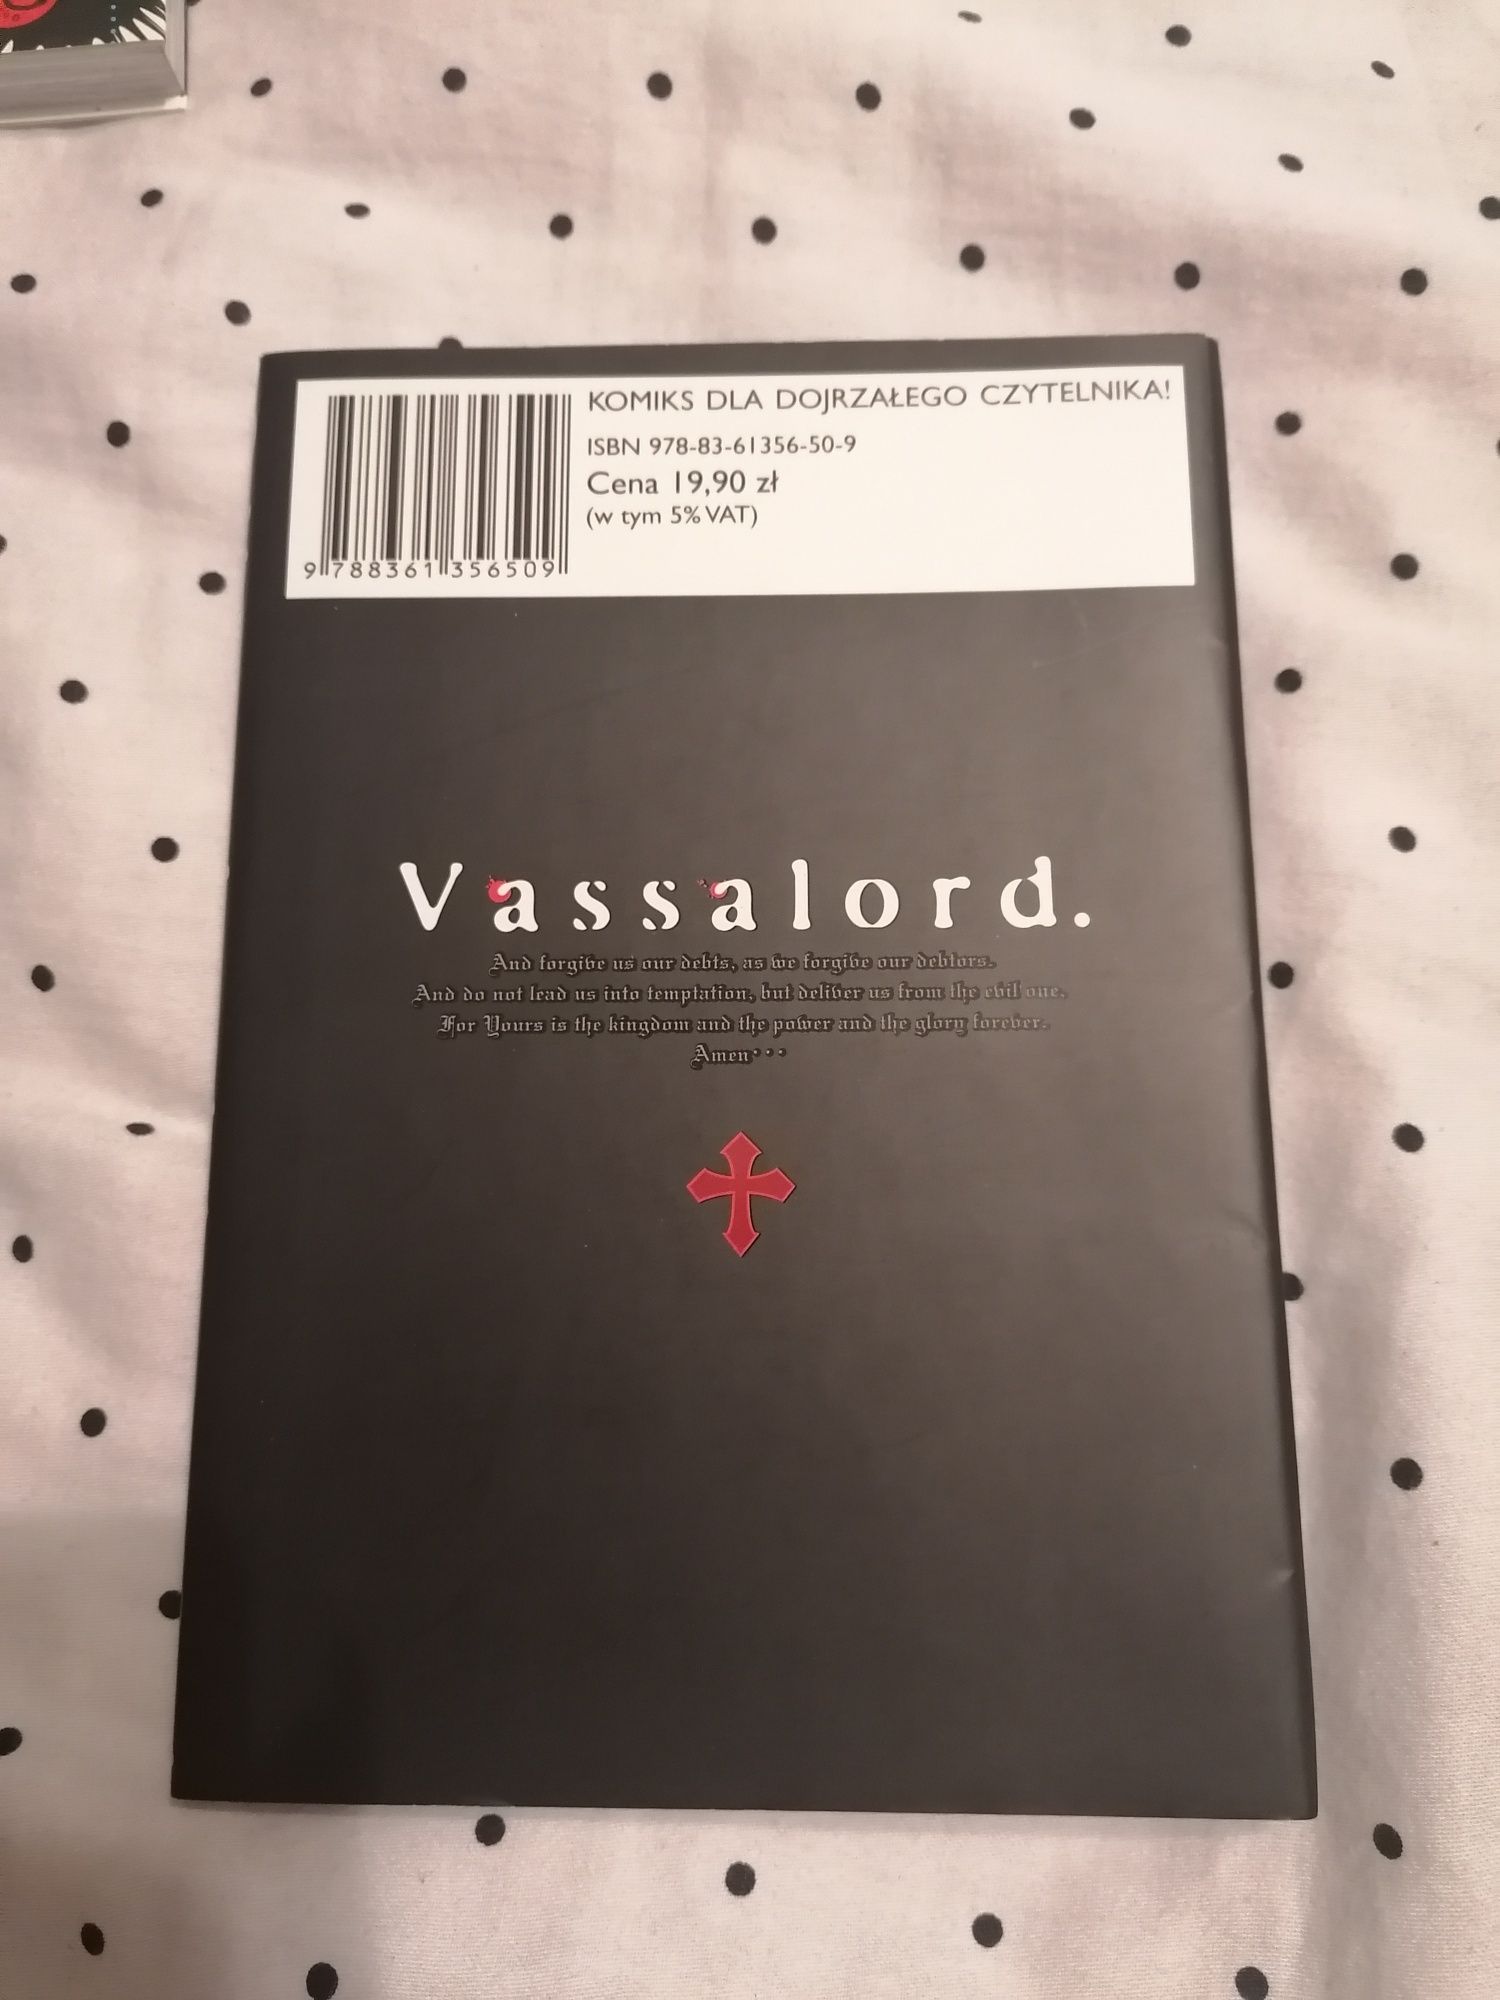 KOMIKS DLA DOJRZAŁEGO CZYTELNIKA!
ISBN 978-83-61356-50-9
Cena 19,90 zł
(w tym 5% VAT)
9 788361 356509
Vassalord.
And forgive us our debts, as we forgive our debtors.
And do not lead us into temptation, but deliver us from the evil one.
For Yours is the kingdom and the power and the glory forever.
Amen···